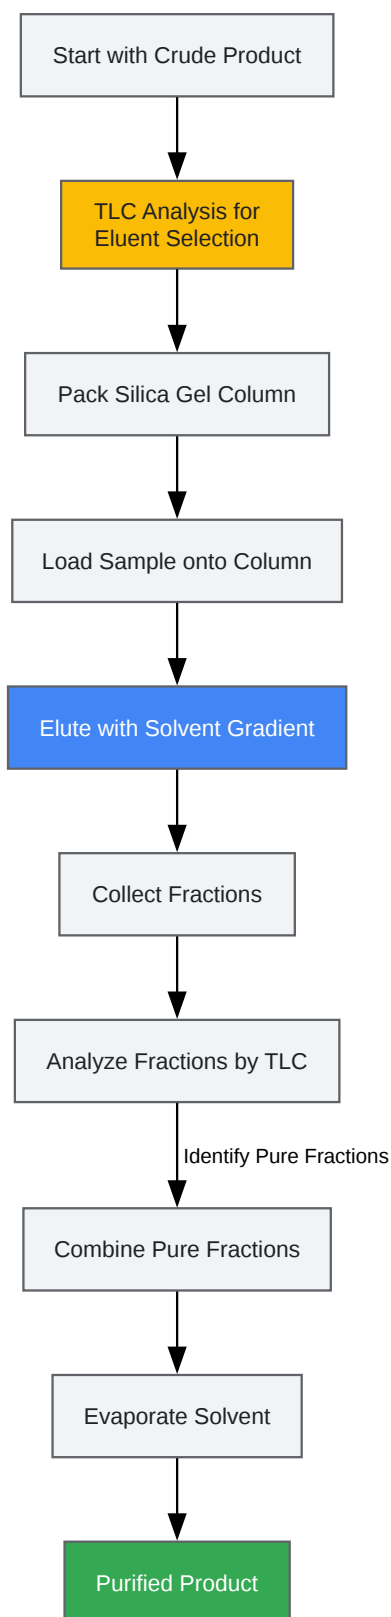 Start with Crude Product
TLC Analysis for
Eluent Selection
Pack Silica Gel Column
Load Sample onto Column
Elute with Solvent Gradient
Collect Fractions
Analyze Fractions by TLC
Identify Pure Fractions
Combine Pure Fractions
Evaporate Solvent
Purified Product